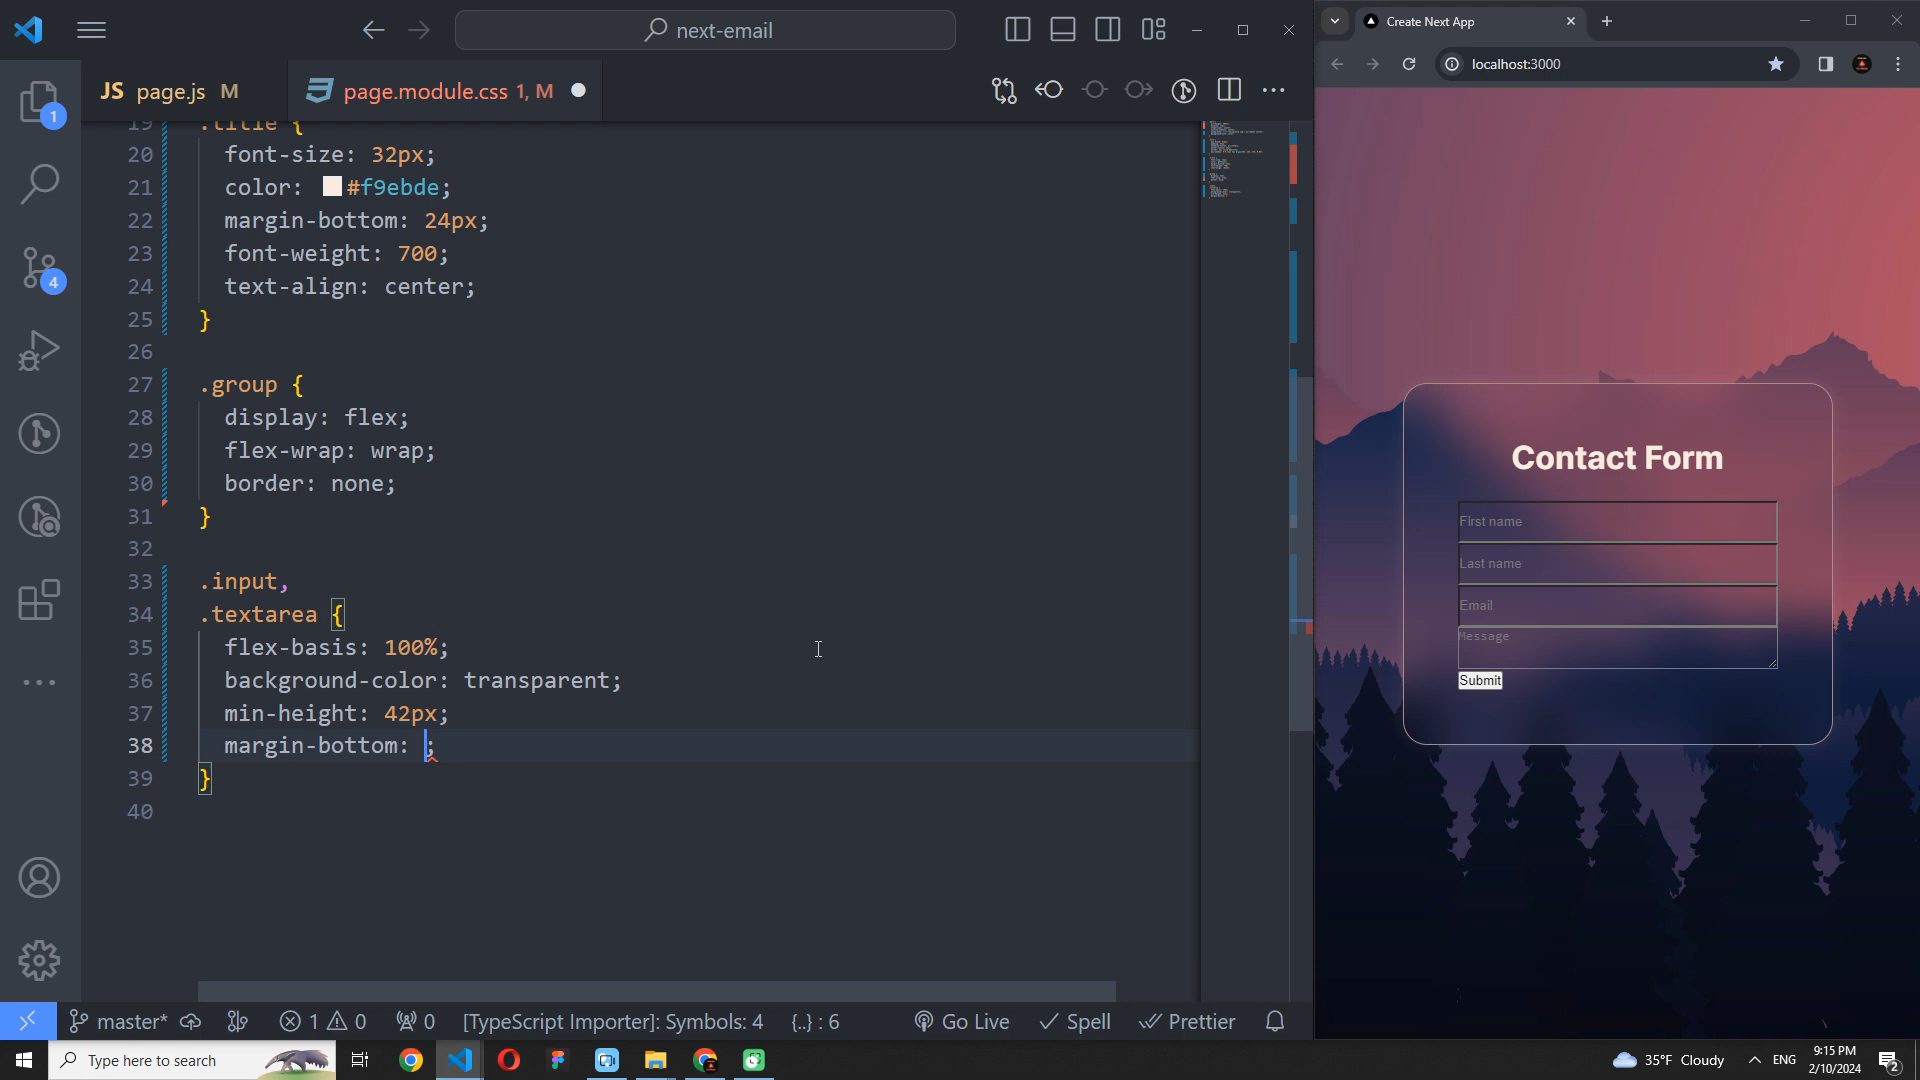 next-email
JS page.js M
page.module.css 1, M
19 .title {
20 font-size: 32px;
21 color: #f9ebde;
22 margin-bottom: 24px;
23 font-weight: 700;
24 text-align: center;
25 }
26
27 .group {
28 display: flex;
29 flex-wrap: wrap;
30 border: none;
31 }
32
33 .input,
34 .textarea {
35 flex-basis: 100%;
36 background-color: transparent;
37 min-height: 42px;
38 margin-bottom: ;
39 }
40
1
4
master* 1 0 0 [TypeScript Importer]: Symbols: 4 {..} : 6 Go Live Spell Prettier
Create Next App
localhost:3000
Contact Form
First name
Last name
Email
Message
Submit
Type here to search
35°F Cloudy ENG
9:15 PM
2/10/2024
2